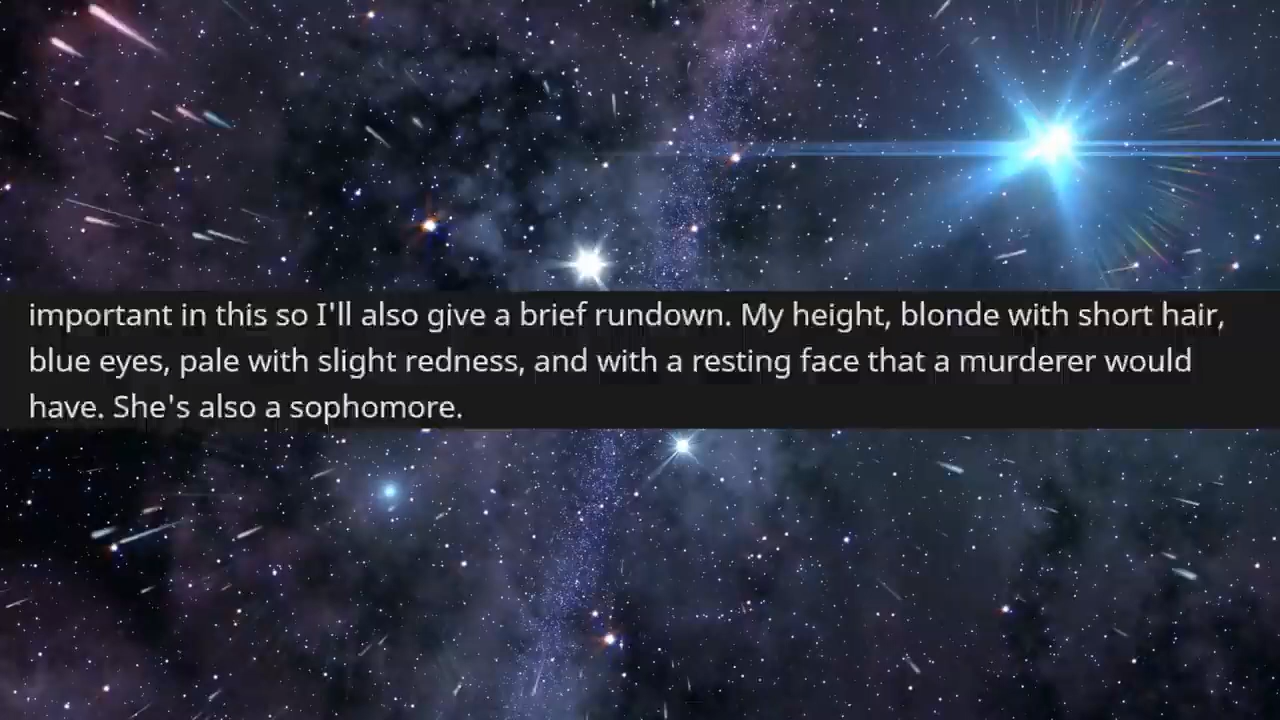 important in this so I'll also give a brief rundown. My height, blonde with short hair,
blue eyes, pale with slight redness, and with a resting face that a murderer would
have. She's also a sophomore.